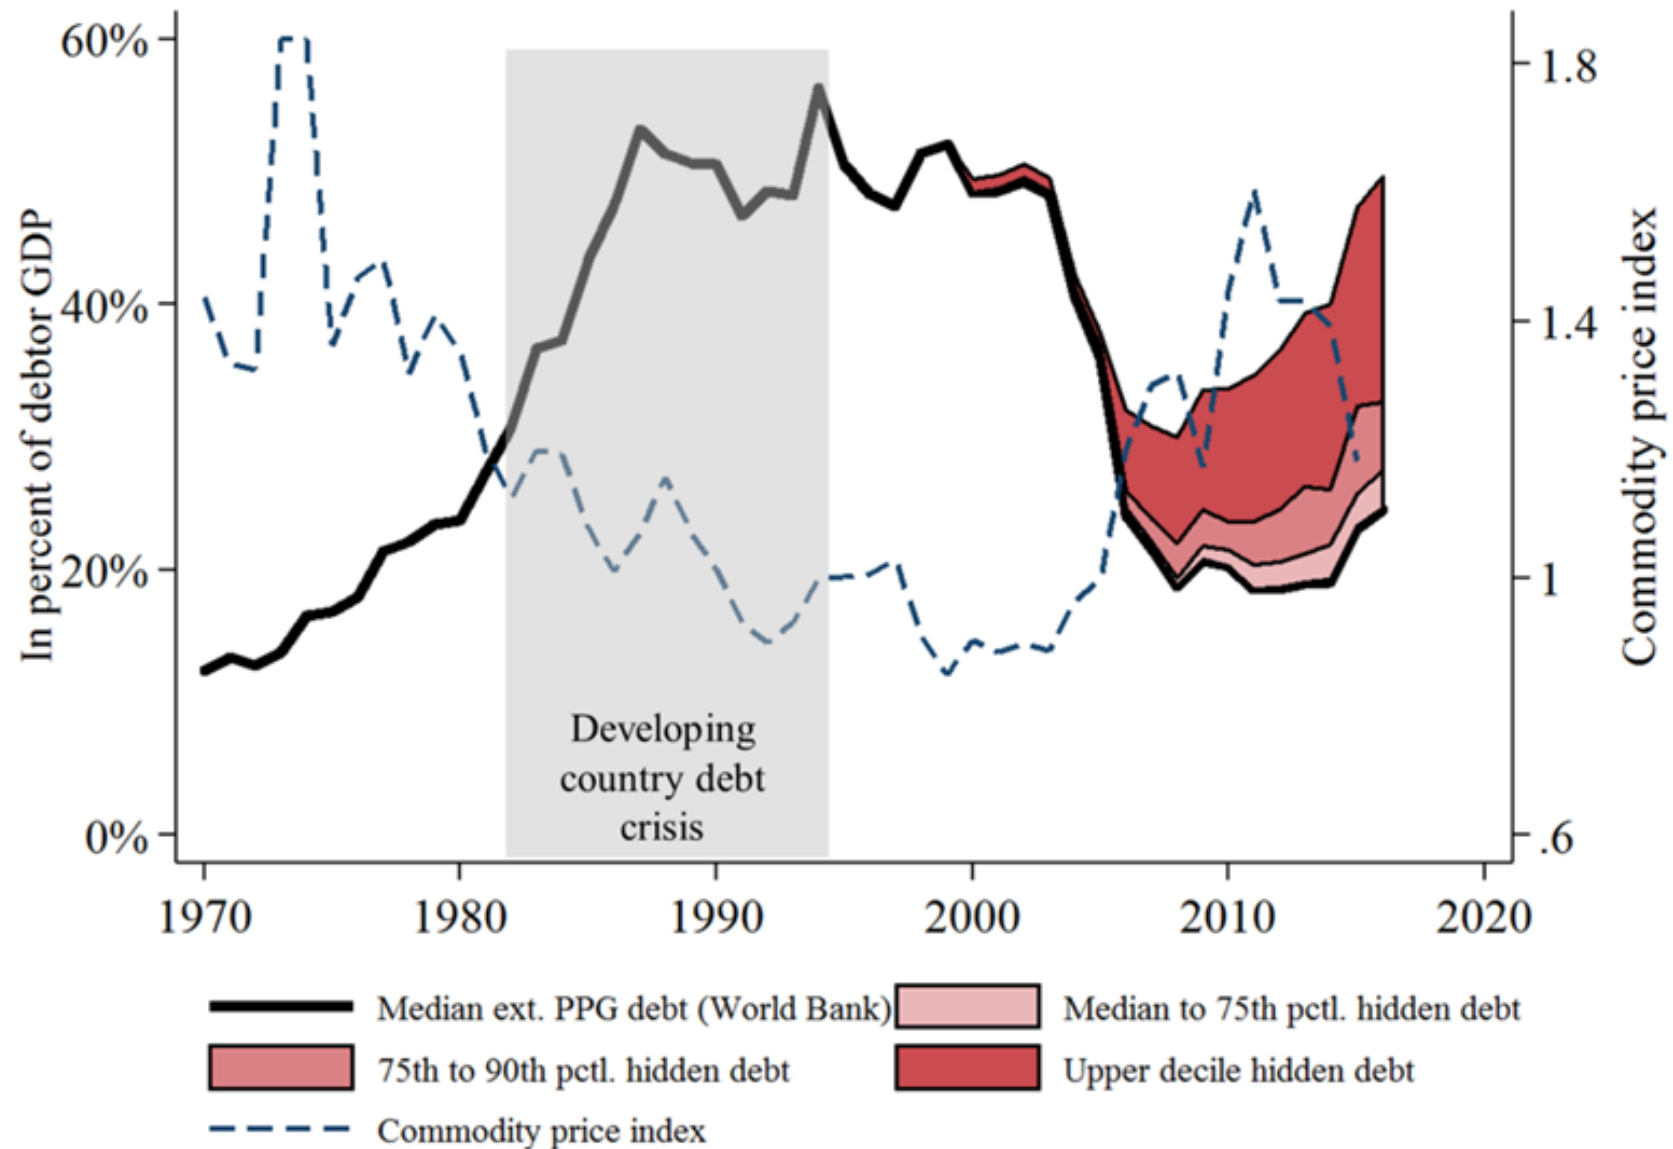 60%
40%
20%
0%
In percent of debtor GDP
1.8
1.4
1
.6
Commodity price index
Developing
country debt
crisis
1970 1980 1990 2000 2010 2020
Median ext. PPG debt (World Bank) Median to 75th pctl. hidden debt
75th to 90th pctl. hidden debt Upper decile hidden debt
Commodity price index